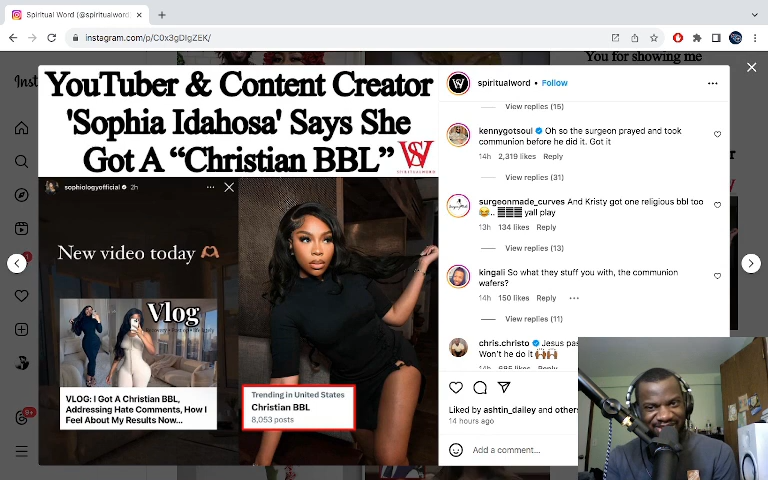 Spiritual Word (@spiritualword
instagram.com/p/C0x3gDIgZEK/
You for showing me
YouTuber & Content Creator
'Sophia Idahosa' Says She
Got A “Christian BBL”
SW
SPIRITUALWORD
sophiologyofficial 2h
New video today
Vlog
VLOG: I Got A Christian BBL,
Addressing Hate Comments, How I
Feel About My Results Now...
Trending in United States
Christian BBL
8,053 posts
spiritualword • Follow
View replies (15)
kennygotsoul Oh so the surgeon prayed and took
communion before he did it. Got it
14h 2,319 likes Reply
View replies (31)
surgeonmade_curves And Kristy got one religious bbl too
.. yall play
13h 134 likes Reply
View replies (13)
kingali So what they stuff you with, the communion
wafers?
14h 150 likes Reply
View replies (11)
chris.christo Jesus
Won't he do it
Liked by ashtin_dailey and others
14 hours ago
Add a comment...
9+